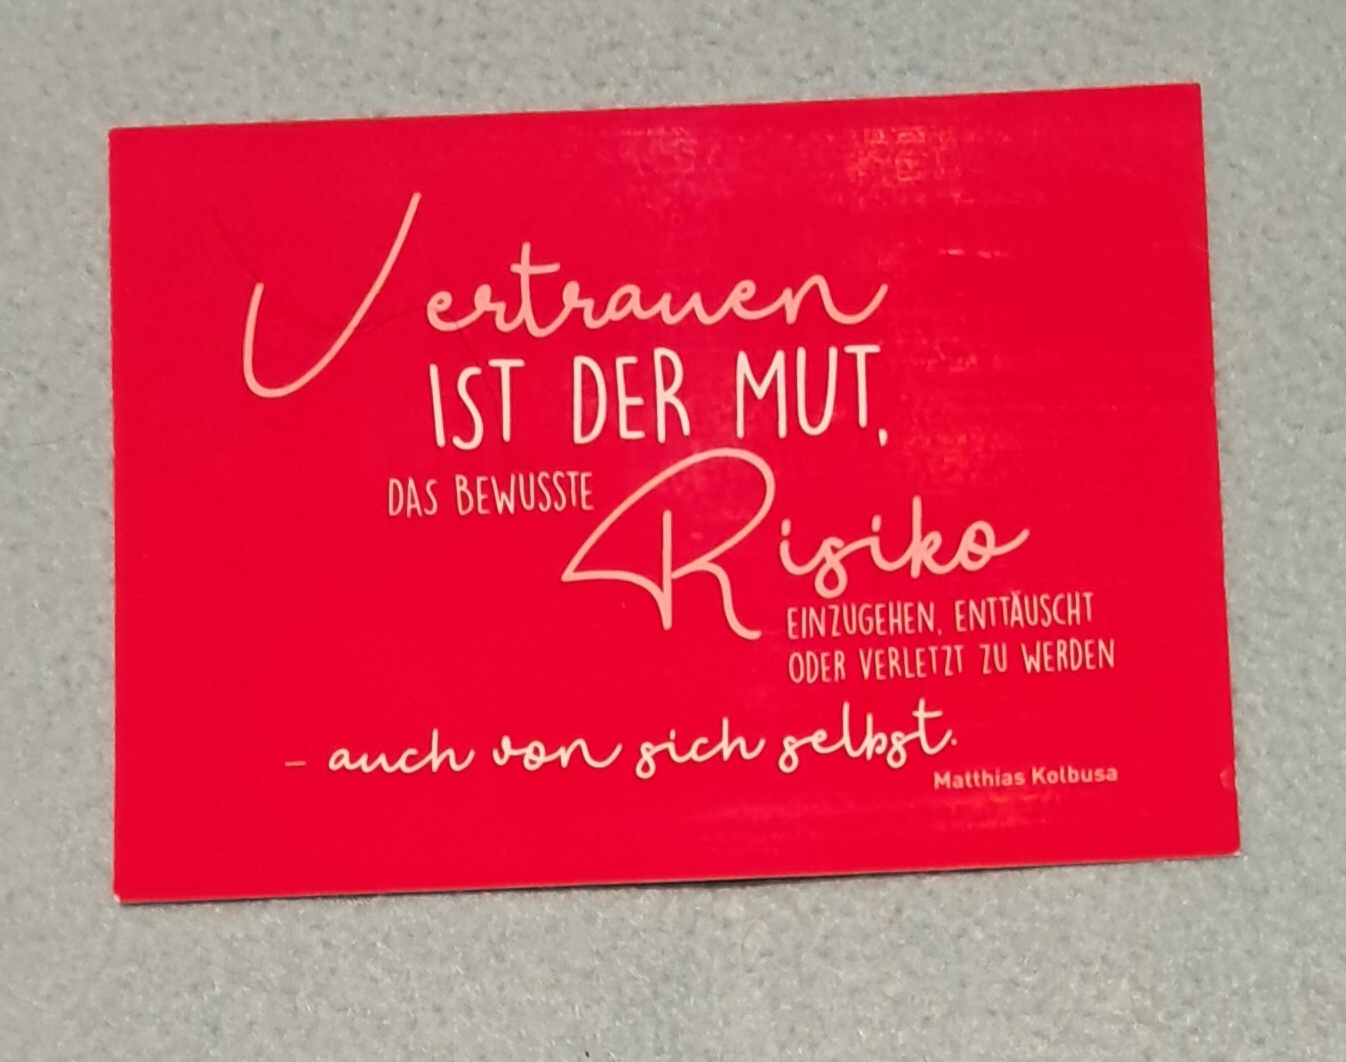 Vertrauen
IST DER MUT,
DAS BEWUSSTE
Risiko
EINZUGEHEN, ENTTÄUSCHT
ODER VERLETZT ZU WERDEN
– auch von sich selbst.
Matthias Kolbusa